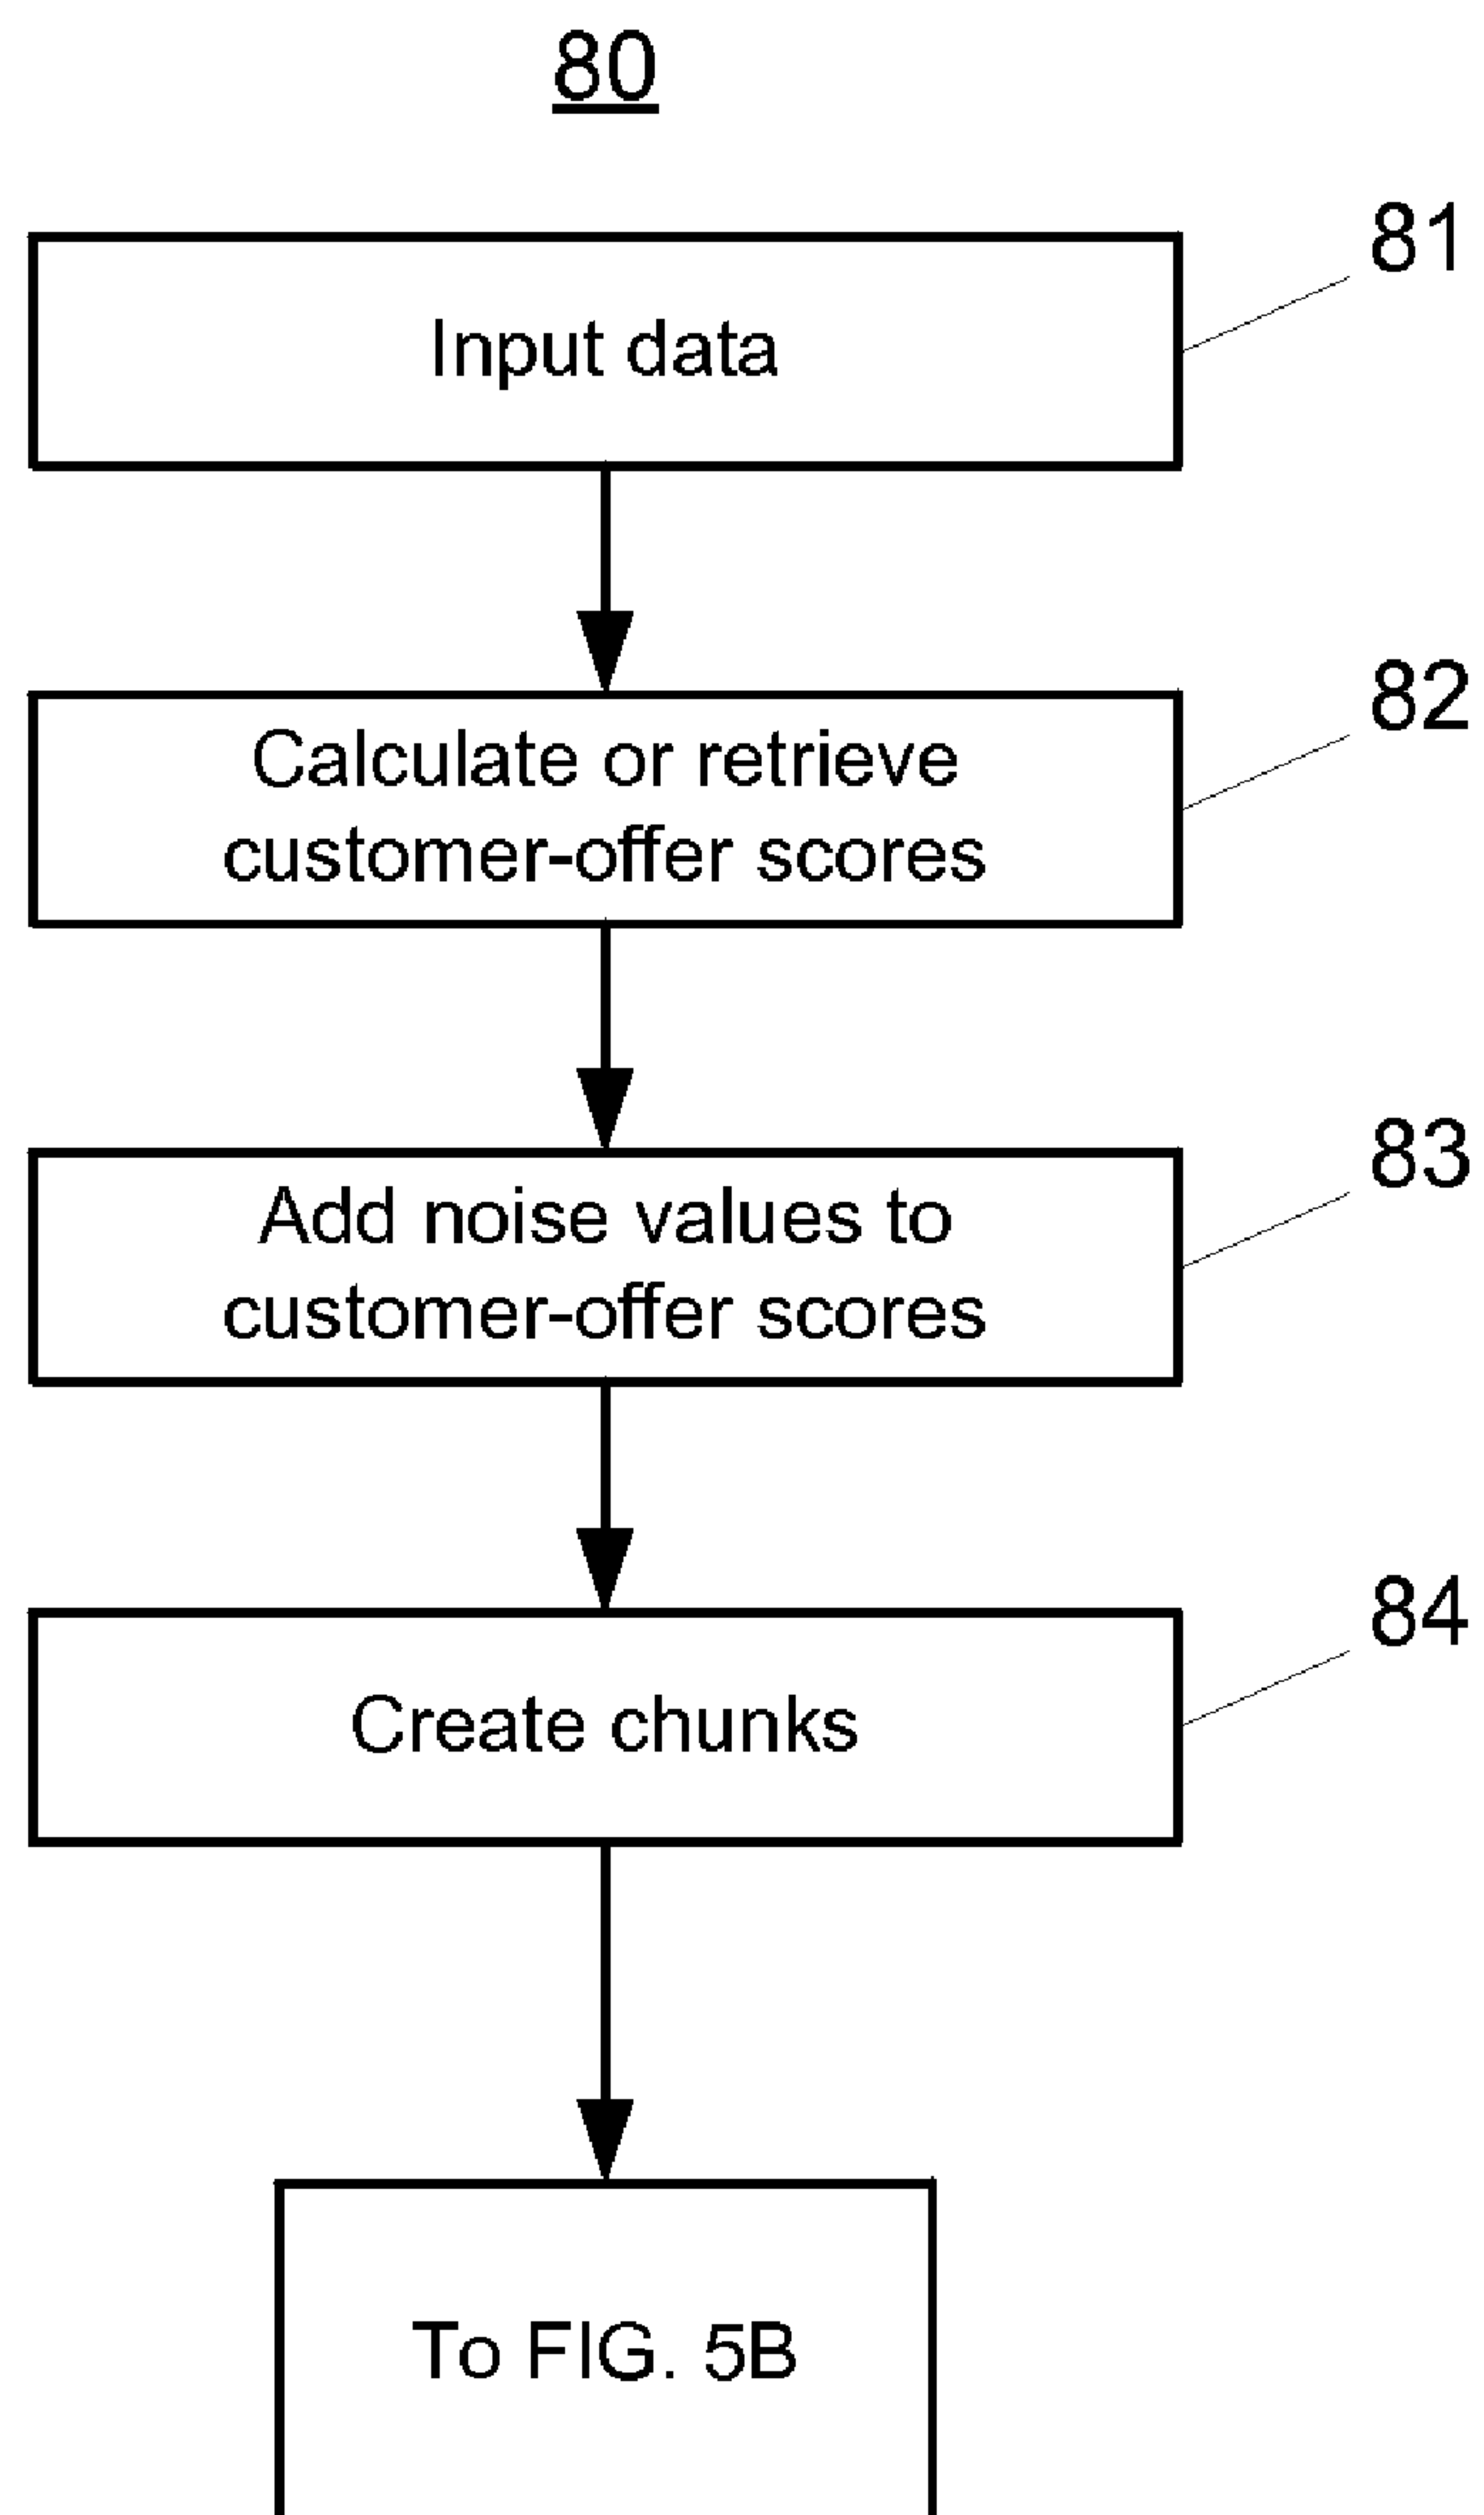 80
81
Input data
82
Calculate or retrieve
customer-offer scores
83
Add noise values to
customer-offer scores
84
Create chunks
To FIG. 5B